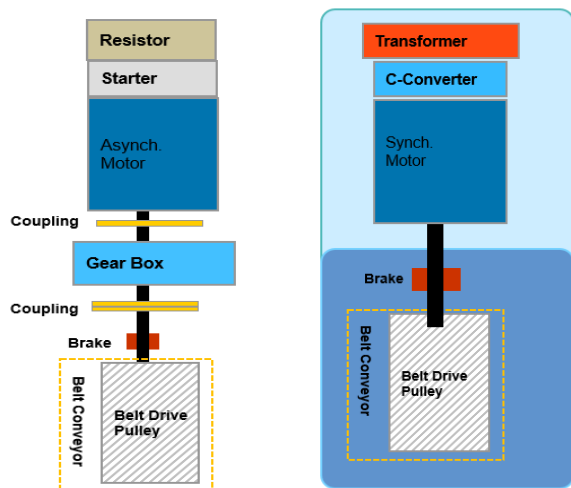 Resistor
Starter
Asynch.
Motor
Coupling
Gear Box
Coupling
Brake
Belt Conveyor
Belt Drive
Pulley
Transformer
C-Converter
Synch.
Motor
Brake
Belt Conveyor
Belt Drive
Pulley